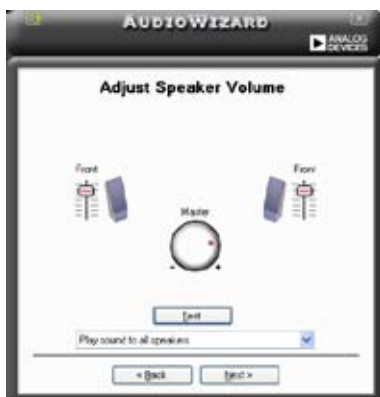 AUDIOWIZARD
ANALOG
DEVICES
Adjust Speaker Volume
Front
Front
Master
- +
Test
Play sound to all speakers
< Back
Next >